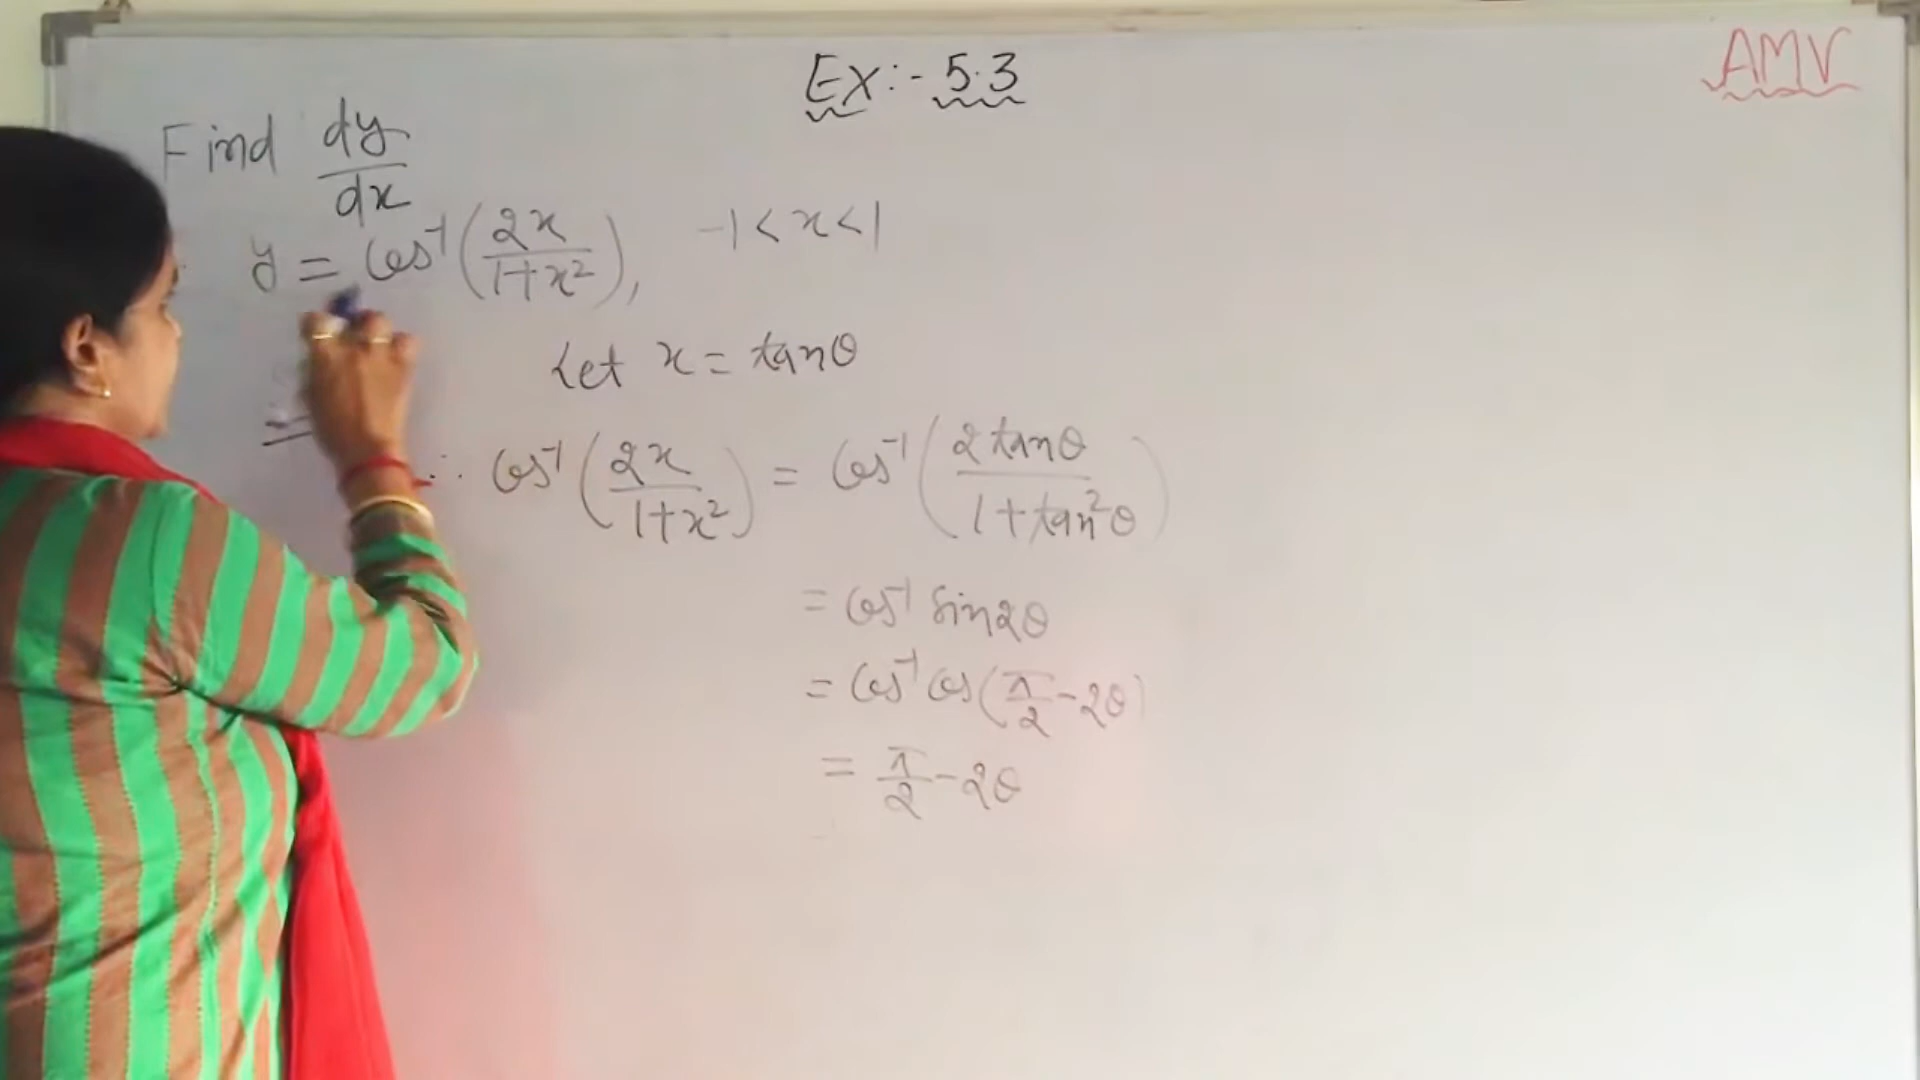 EX:- 5.3
AMV
Find dy/dx
y = cos⁻¹(2x/(1+x²)), -1 < x < 1
Let x = tanθ
=
∴ cos⁻¹(2x/(1+x²)) = cos⁻¹(2tanθ/(1+tan²θ))
= cos⁻¹ sin2θ
= cos⁻¹ cos(π/2 - 2θ)
= π/2 - 2θ